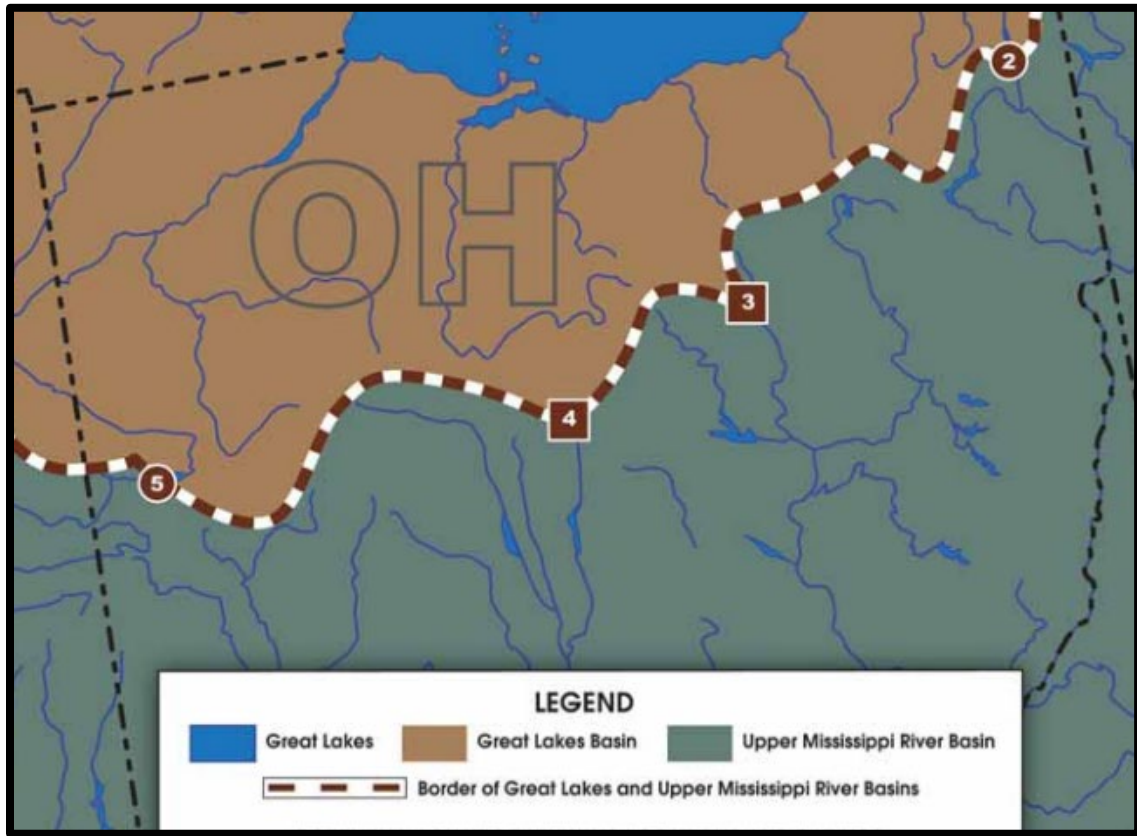 2
OH
3
4
5
LEGEND
Great Lakes
Great Lakes Basin
Upper Mississippi River Basin
Border of Great Lakes and Upper Mississippi River Basins